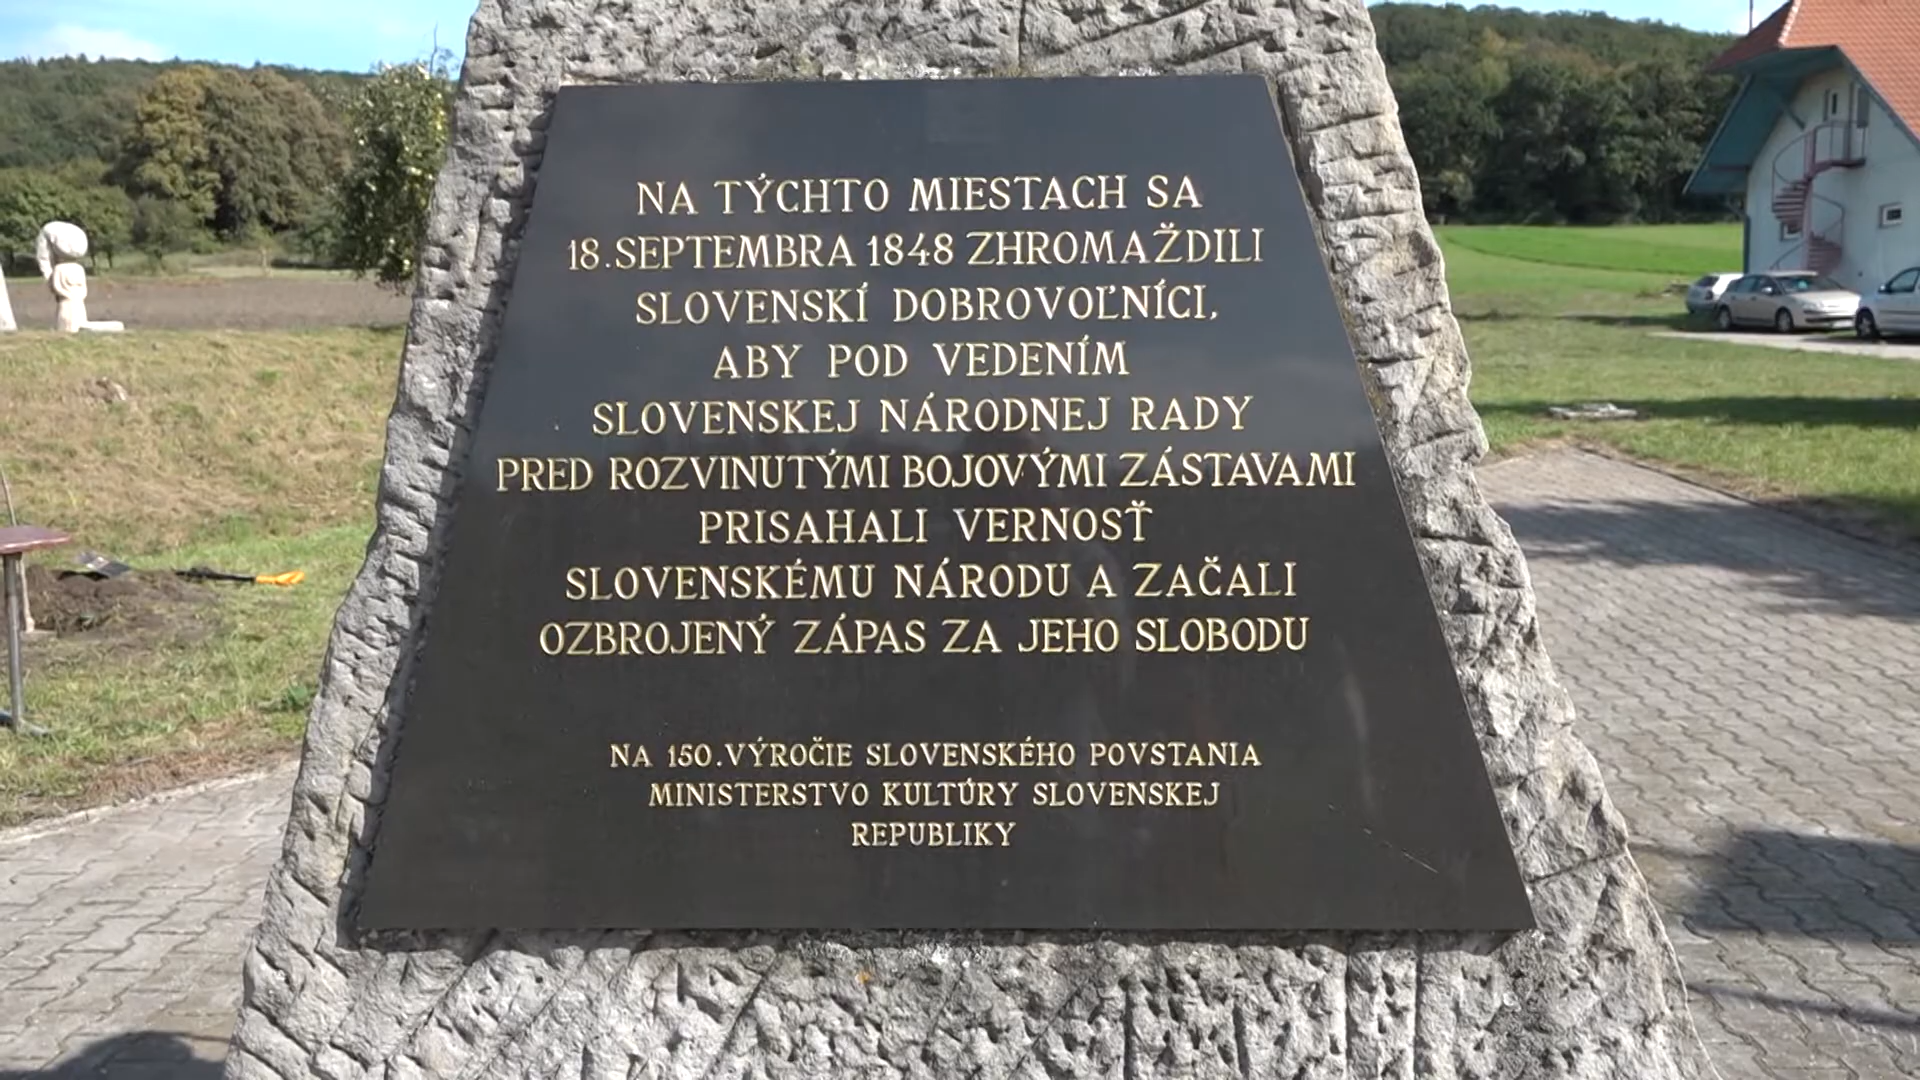 NA TÝCHTO MIESTACH SA
18.SEPTEMBRA 1848 ZHROMAŽDILI
SLOVENSKÍ DOBROVOĽNÍCI,
ABY POD VEDENÍM
SLOVENSKEJ NÁRODNEJ RADY
PRED ROZVINUTÝMI BOJOVÝMI ZÁSTAVAMI
PRISAHALI VERNOSŤ
SLOVENSKÉMU NÁRODU A ZAČALI
OZBROJENÝ ZÁPAS ZA JEHO SLOBODU
NA 150.VÝROČIE SLOVENSKÉHO POVSTANIA
MINISTERSTVO KULTÚRY SLOVENSKEJ
REPUBLIKY